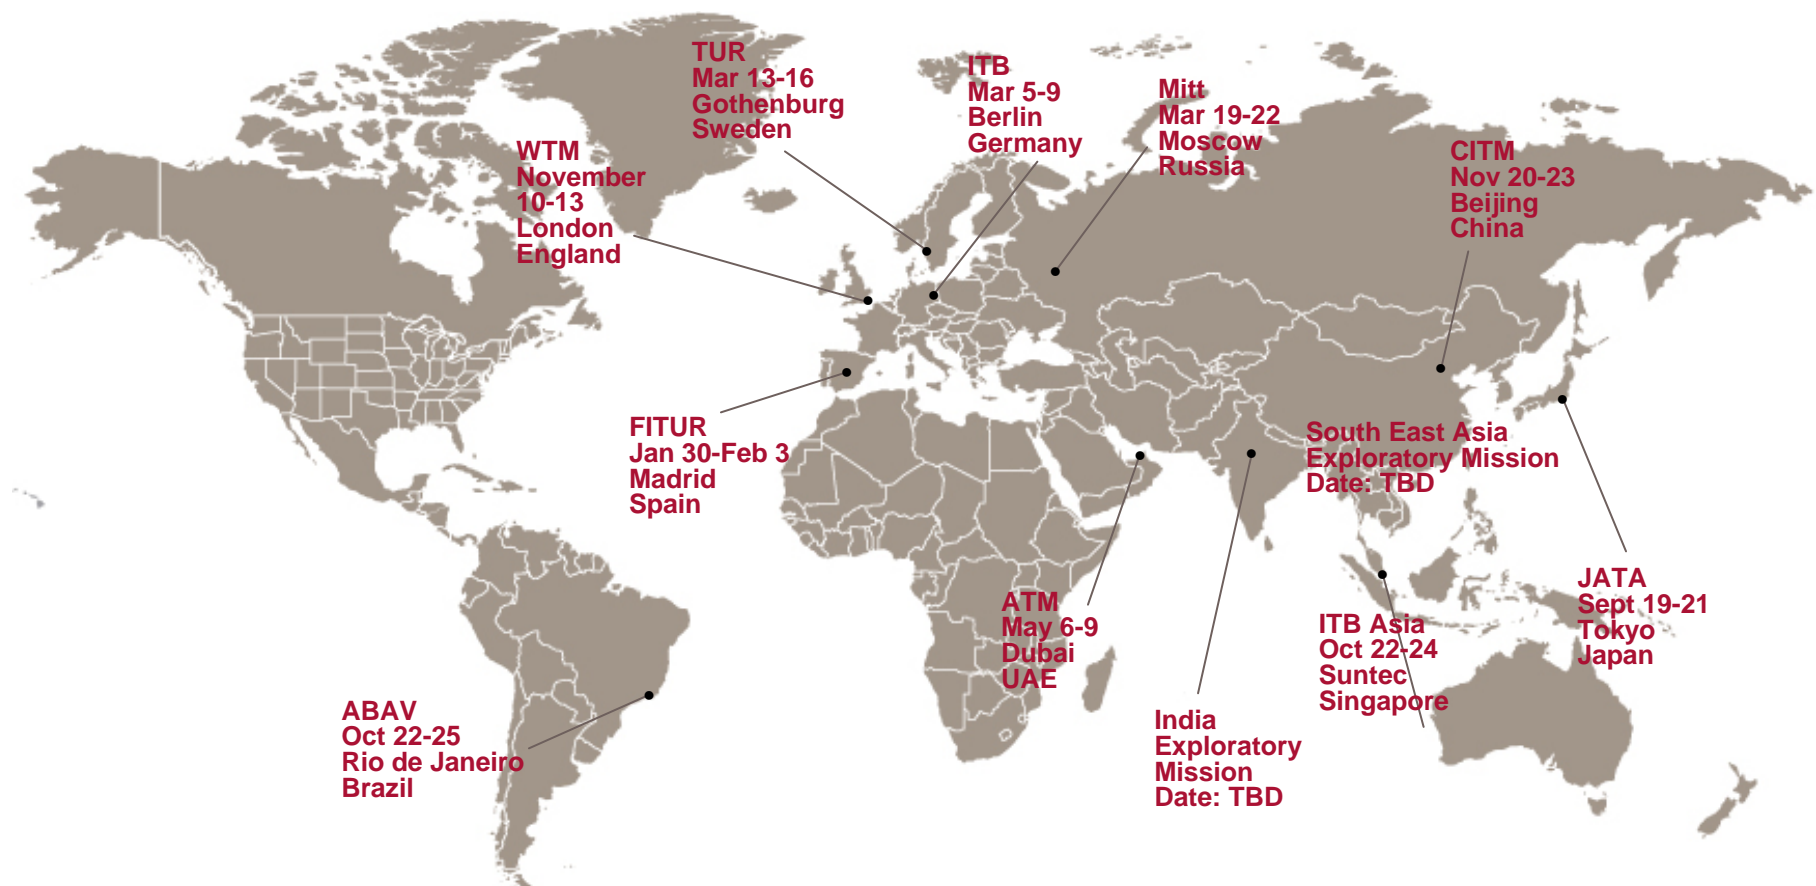 TUR
Mar 13-16
Gothenburg
Sweden
ITB
Mar 5-9
Berlin
Germany
Mitt
Mar 19-22
Moscow
Russia
WTM
November
10-13
London
England
CITM
Nov 20-23
Beijing
China
FITUR
Jan 30-Feb 3
Madrid
Spain
South East Asia
Exploratory Mission
Date: TBD
ATM
May 6-9
Dubai
UAE
JATA
Sept 19-21
Tokyo
Japan
ITB Asia
Oct 22-24
Suntec
Singapore
ABAV
Oct 22-25
Rio de Janeiro
Brazil
India
Exploratory
Mission
Date: TBD